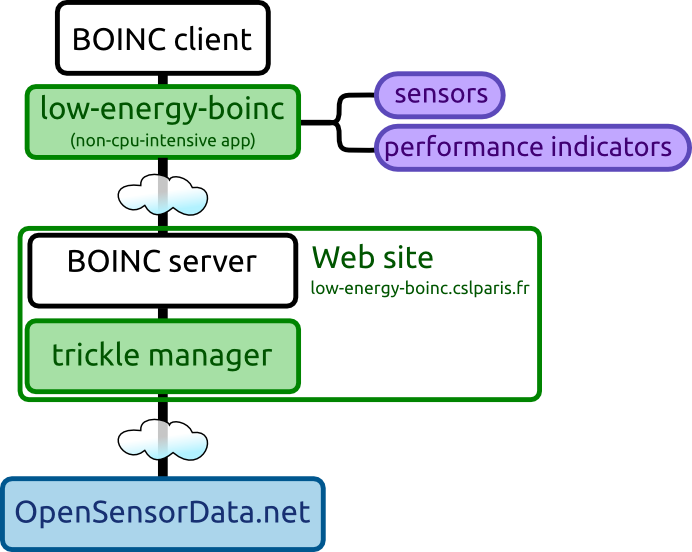 BOINC client
low-energy-boinc
(non-cpu-intensive app)
sensors
performance indicators
BOINC server
Web site
low-energy-boinc.cslparis.fr
trickle manager
OpenSensorData.net